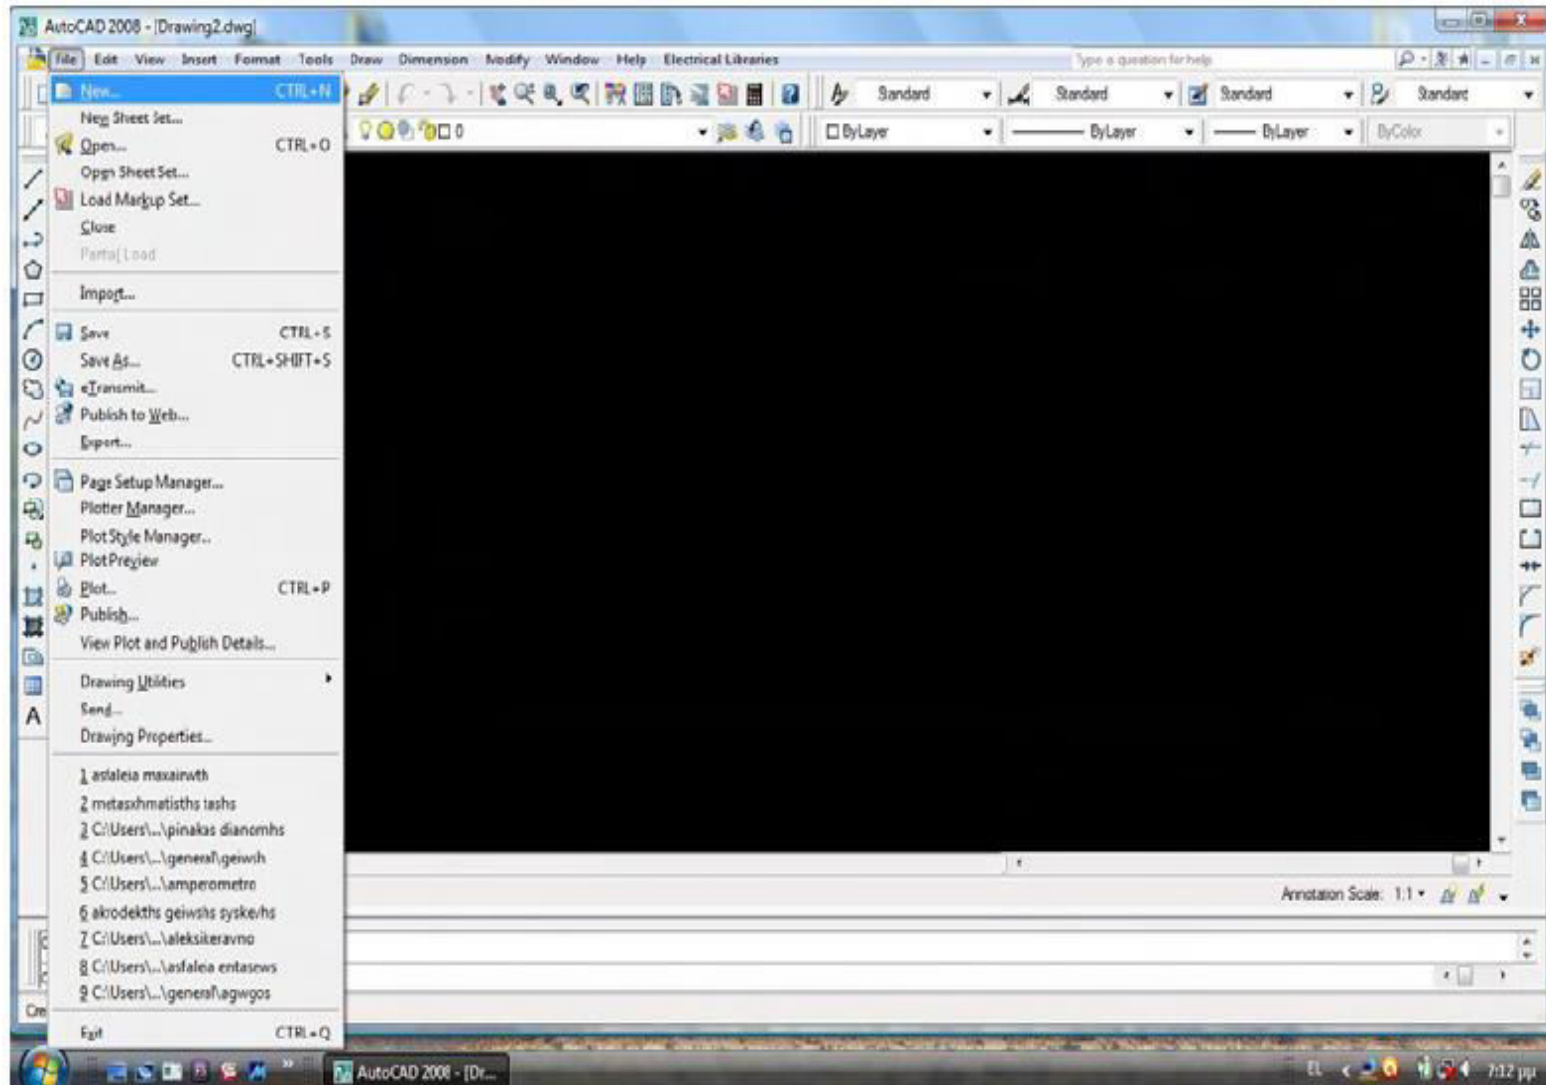 AutoCAD 2008 - [Drawing2.dwg]
File Edit View Insert Format Tools Draw Dimension Modify Window Help Electrical Libraries Type a question for help
New... CTRL+N
Standard Standard Standard Standard
New Sheet Set...
0 ByLayer ByLayer ByLayer ByColor
Open... CTRL+O
Open Sheet Set...
Load Markup Set...
Close
Partial Load
Import...
Save CTRL+S
Save As... CTRL+SHIFT+S
eTransmit...
Publish to Web...
Export...
Page Setup Manager...
Plotter Manager...
Plot Style Manager...
Plot Preview
Plot... CTRL+P
Publish...
View Plot and Publish Details...
Drawing Utilities
Send...
A
Drawing Properties...
1 asfaleia maxairwth
2 metasxhmatisths tashs
3 C:\Users\...\pinakas dianomhs
4 C:\Users\...\general\geiwsh
5 C:\Users\...\amperometro
Annotation Scale: 1:1
6 akrodekths geiwshs syskevhs
7 C:\Users\...\aleksikeravno
8 C:\Users\...\asfalea entasews
9 C:\Users\...\general\agwgos
Cre
Exit CTRL+Q
AutoCAD 2008 - [Dr...
EL 7:12 μμ